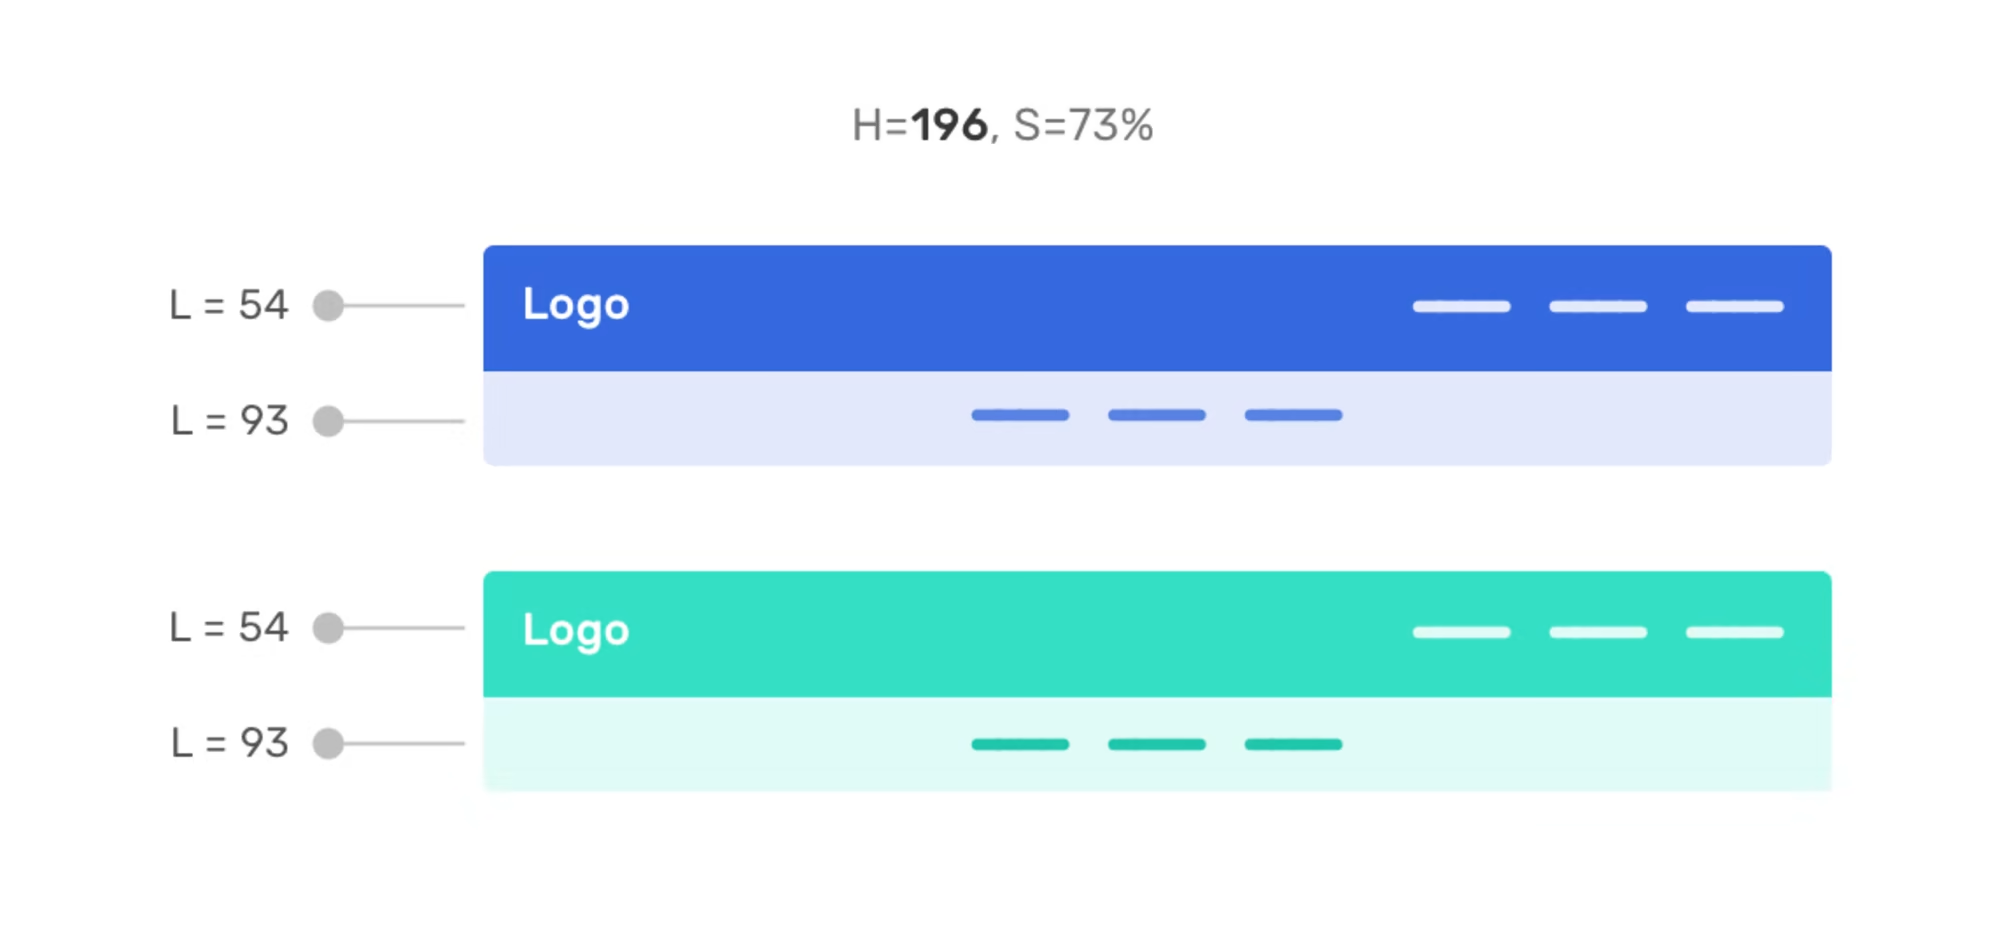 H=196, S=73%
L = 54
Logo
L = 93
L = 54
Logo
L = 93